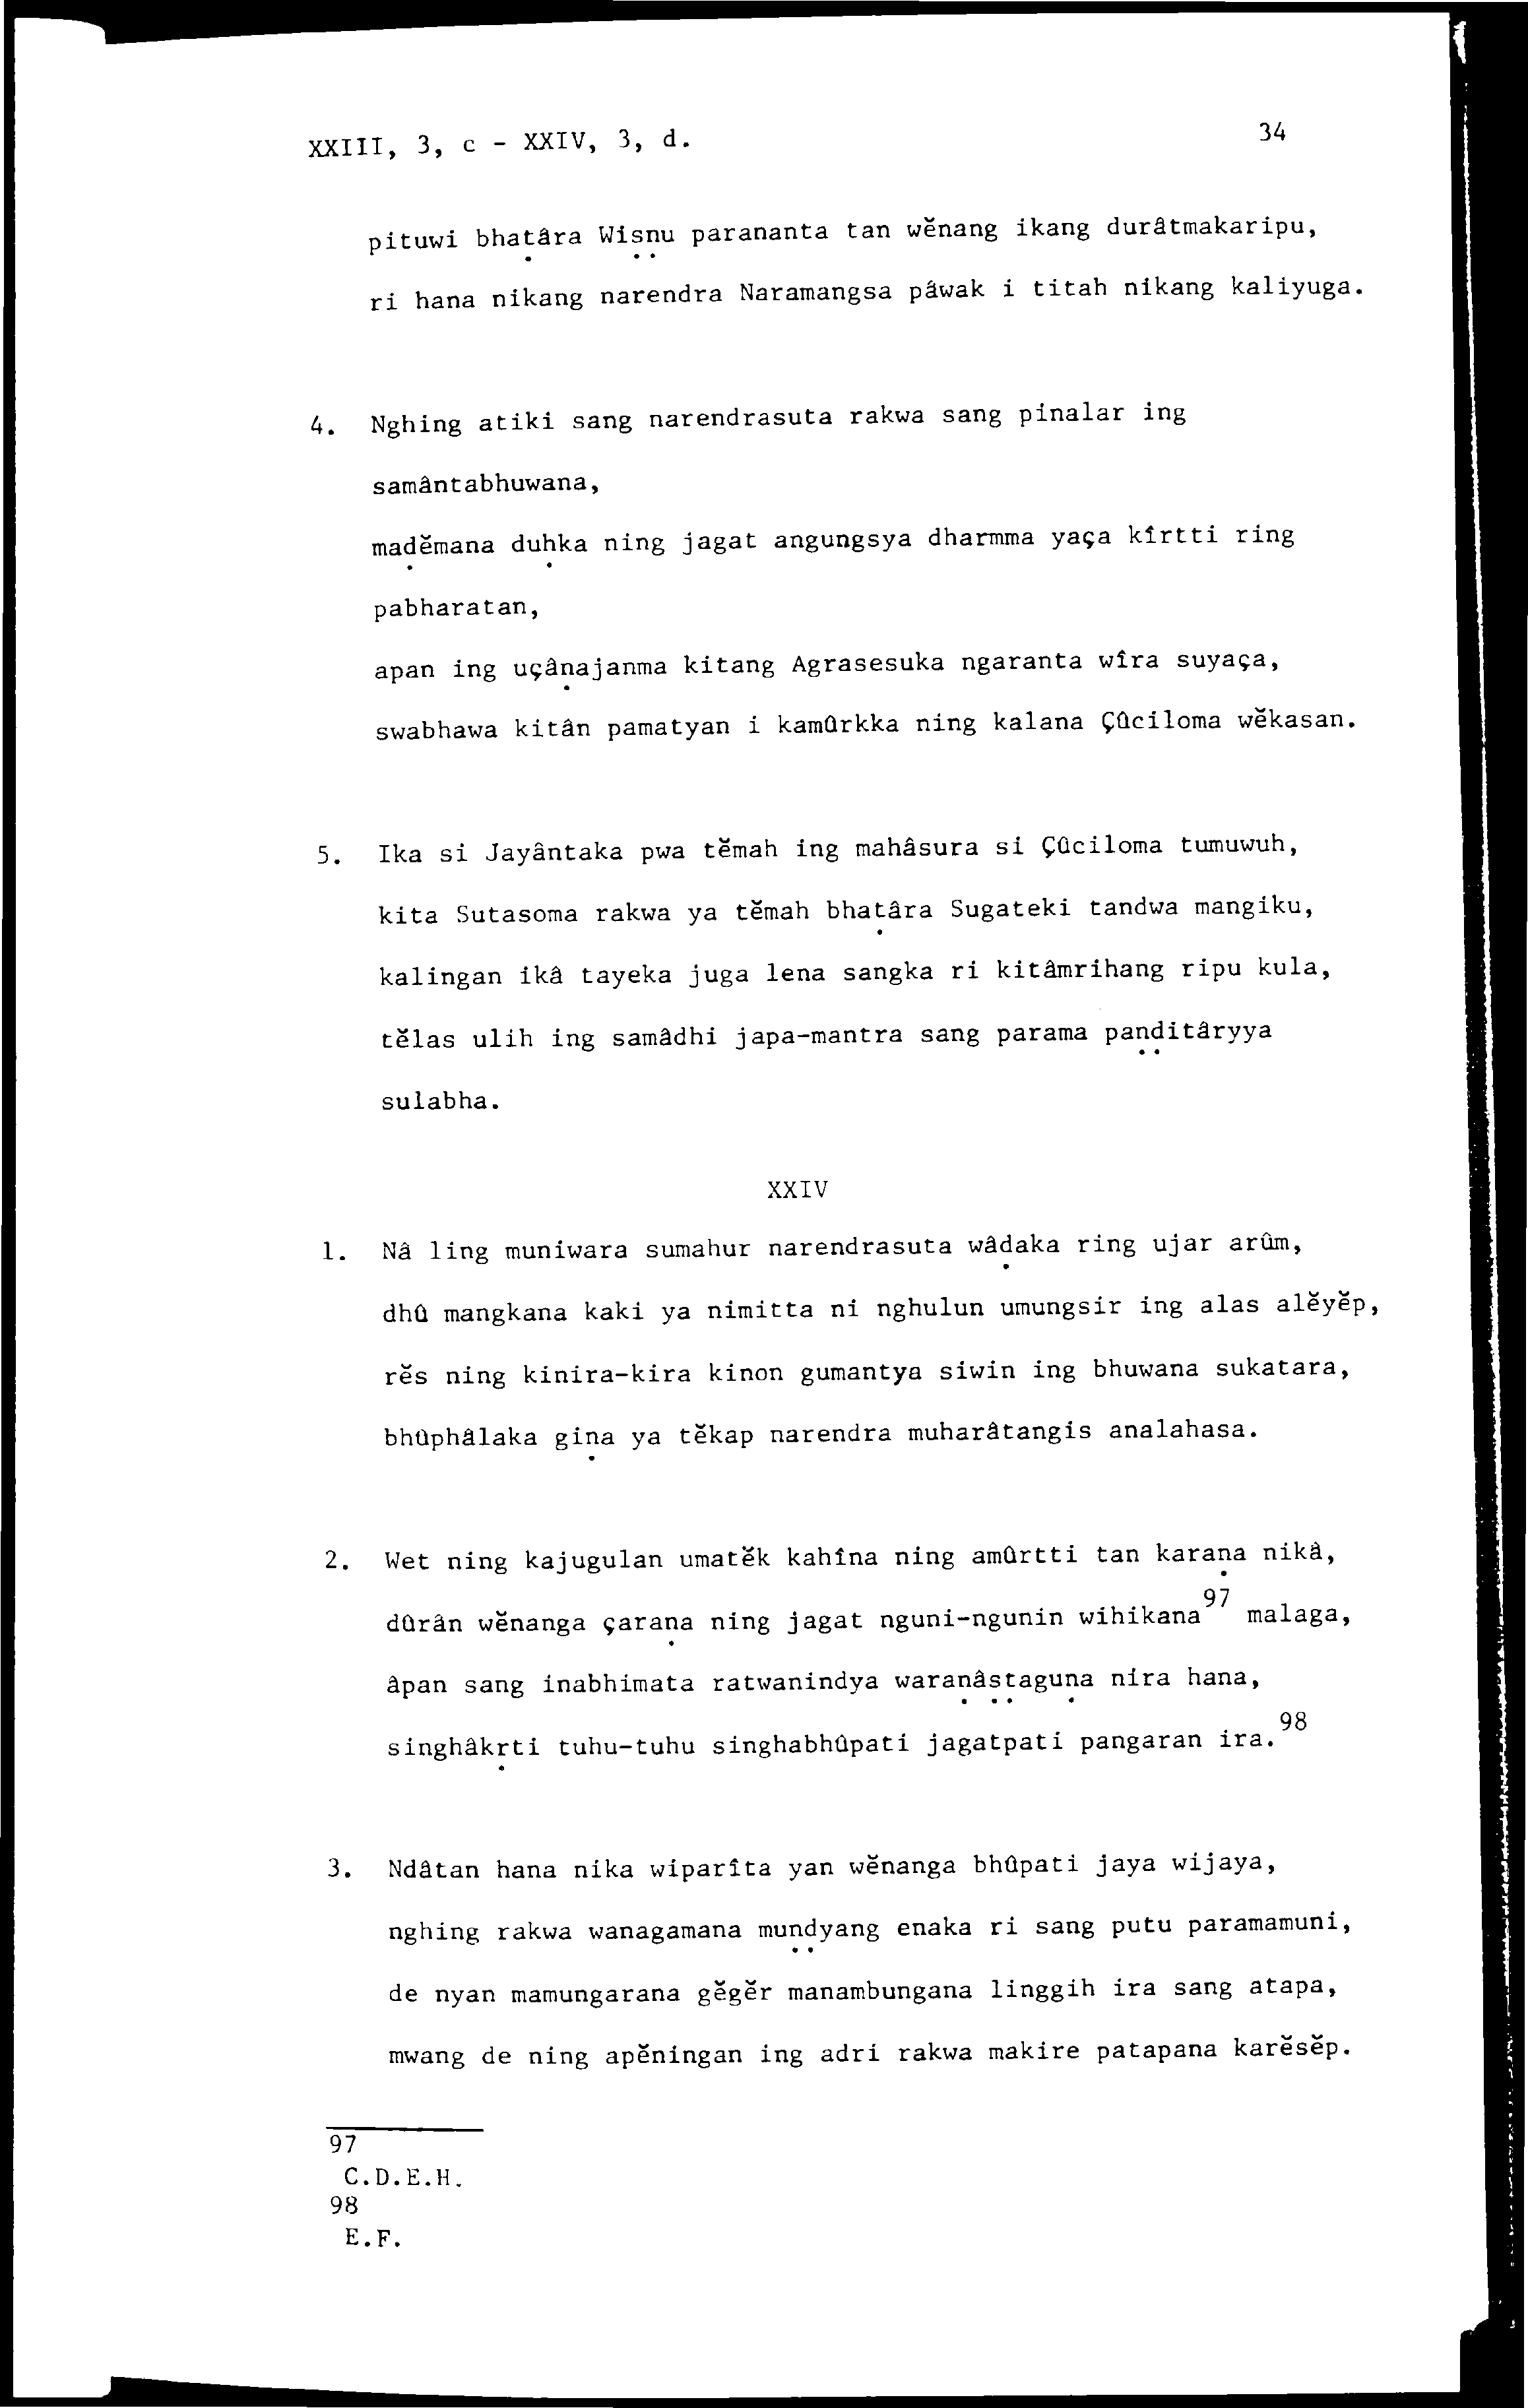 XXIII, 3, c - XXIV, 3, d.
34
pituwi bhaṭâra Wiṣṇu parananta tan wĕnang ikang durâtmakaripu,
ri hana nikang narendra Naramangsa pâwak i titah nikang kaliyuga.
4. Nghing atiki sang narendrasuta rakwa sang pinalar ing
samântabhuwana,
maḍĕmana duḥka ning jagat angungsya dharmma yaça kîrtti ring
pabharatan,
apan ing uçâṇajanma kitang Agrasesuka ngaranta wîra suyaça,
swabhawa kitân pamatyan i kamûrkka ning kalana Çûciloma wĕkasan.
5. Ika si Jayântaka pwa tĕmah ing mahâsura si Çûciloma tumuwuh,
kita Sutasoma rakwa ya tĕmah bhaṭâra Sugateki tandwa mangiku,
kalingan ikâ tayeka juga lena sangka ri kitâmrihang ripu kula,
tĕlas ulih ing samâdhi japa-mantra sang parama paṇḍitâryya
sulabha.
XXIV
1. Nâ ling muniwara sumahur narendrasuta wâḍaka ring ujar arûm,
dhû mangkana kaki ya nimitta ni nghulun umungsir ing alas alĕyĕp,
rĕs ning kinira-kira kinon gumantya siwin ing bhuwana sukatara,
bhûphâlaka giṇa ya tĕkap narendra muharâtangis analahasa.
2. Wet ning kajugulan umatĕk kahîna ning amûrtti tan karaṇa nikâ,
dûrân wĕnanga çaraṇa ning jagat nguni-ngunin wihikana⁹⁷ malaga,
âpan sang inabhimata ratwanindya waraṇâṣṭaguṇa nira hana,
singhâkṛti tuhu-tuhu singhabhûpati jagatpati pangaran ira.⁹⁸
3. Ndâtan hana nika wiparîta yan wĕnanga bhûpati jaya wijaya,
nghing rakwa wanagamana muṇḍyang enaka ri sang putu paramamuni,
de nyan mamungarana gĕgĕr manambungana linggih ira sang atapa,
mwang de ning apĕningan ing adri rakwa makire patapana karĕsĕp.
97
C.D.E.H.
98
E.F.